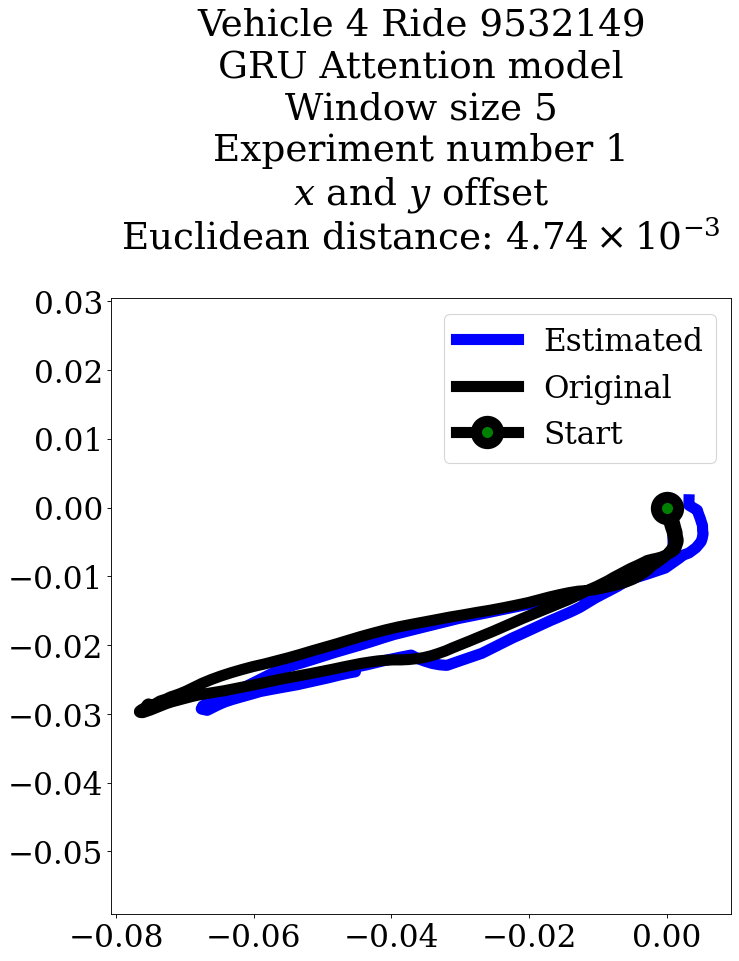 Vehicle 4 Ride 9532149
GRU Attention model
Window size 5
Experiment number 1
x and y offset
Euclidean distance: 4.74 × 10⁻³
Estimated
Original
Start
0.03
0.02
0.01
0.00
−0.01
−0.02
−0.03
−0.04
−0.05
−0.08 −0.06 −0.04 −0.02 0.00